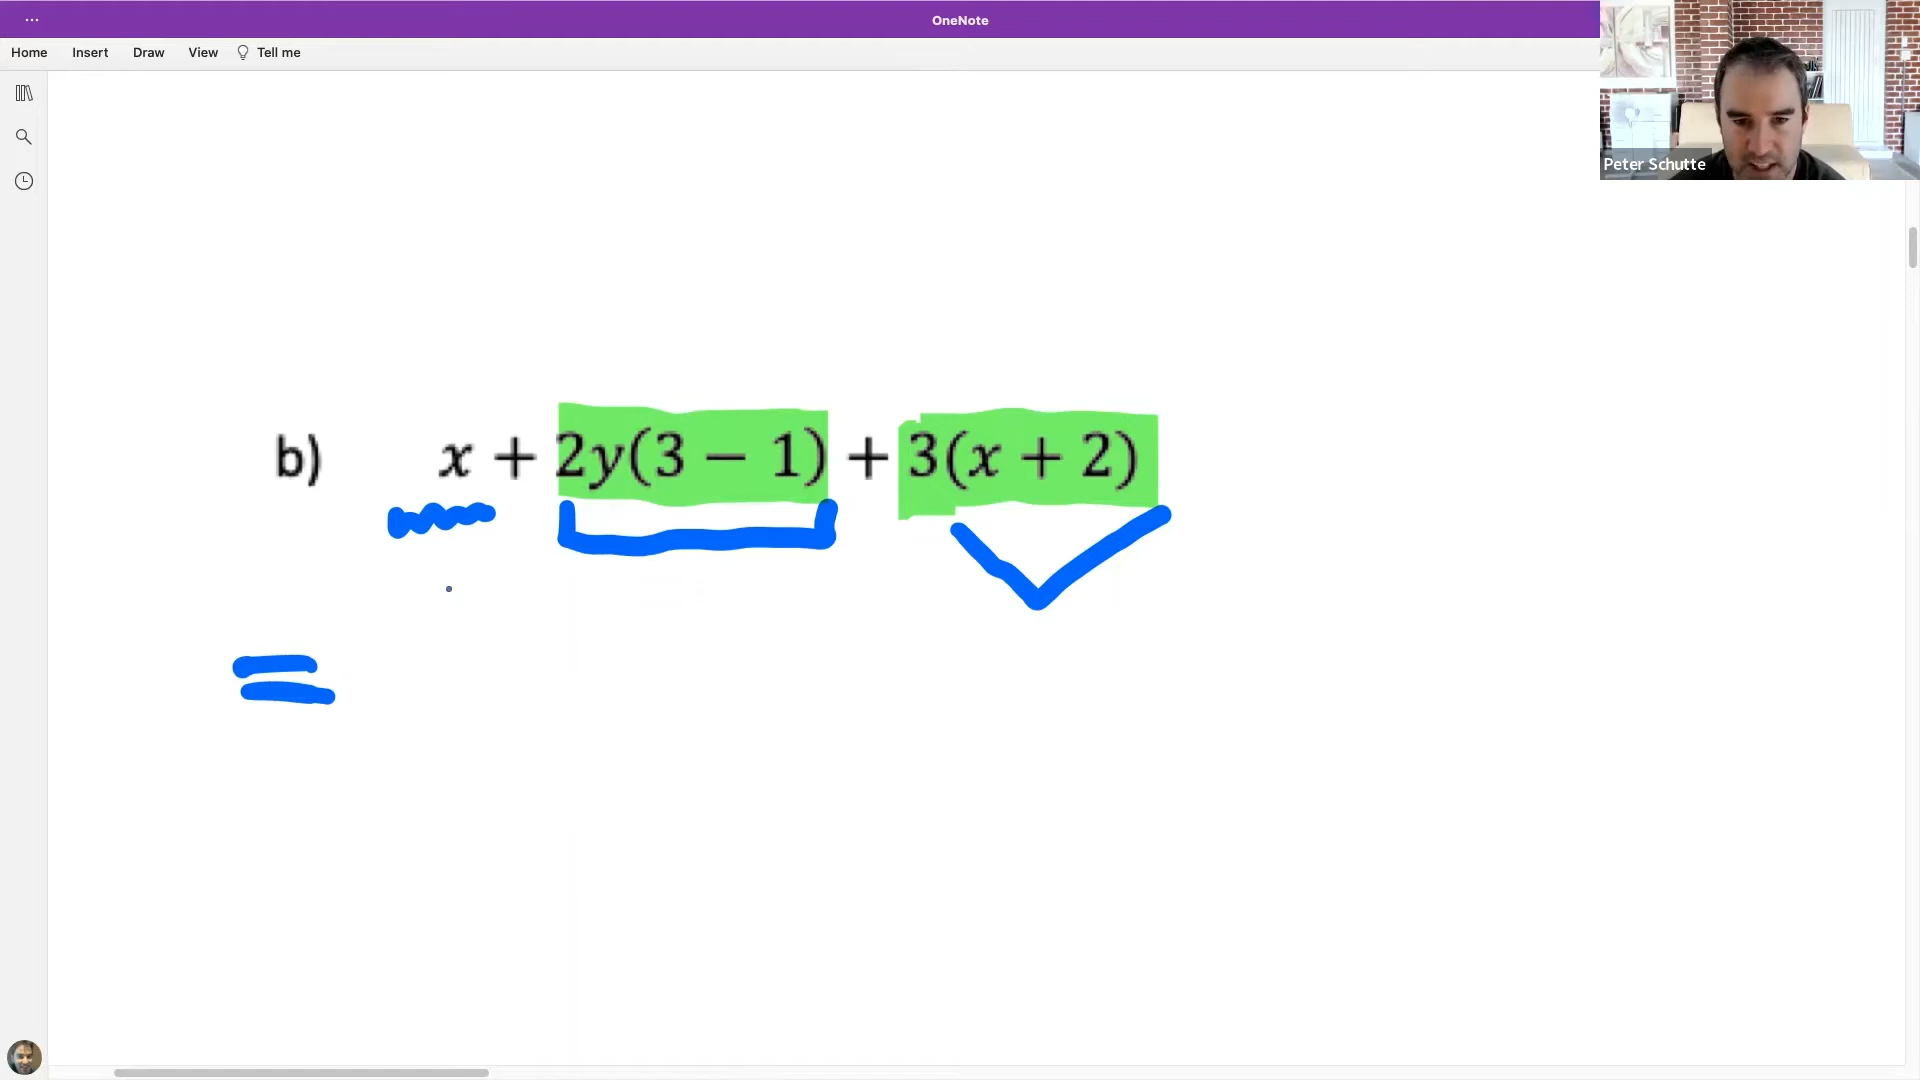 OneNote
Home Insert Draw View Tell me
Peter Schutte
b) x + 2y(3 − 1) + 3(x + 2)
=